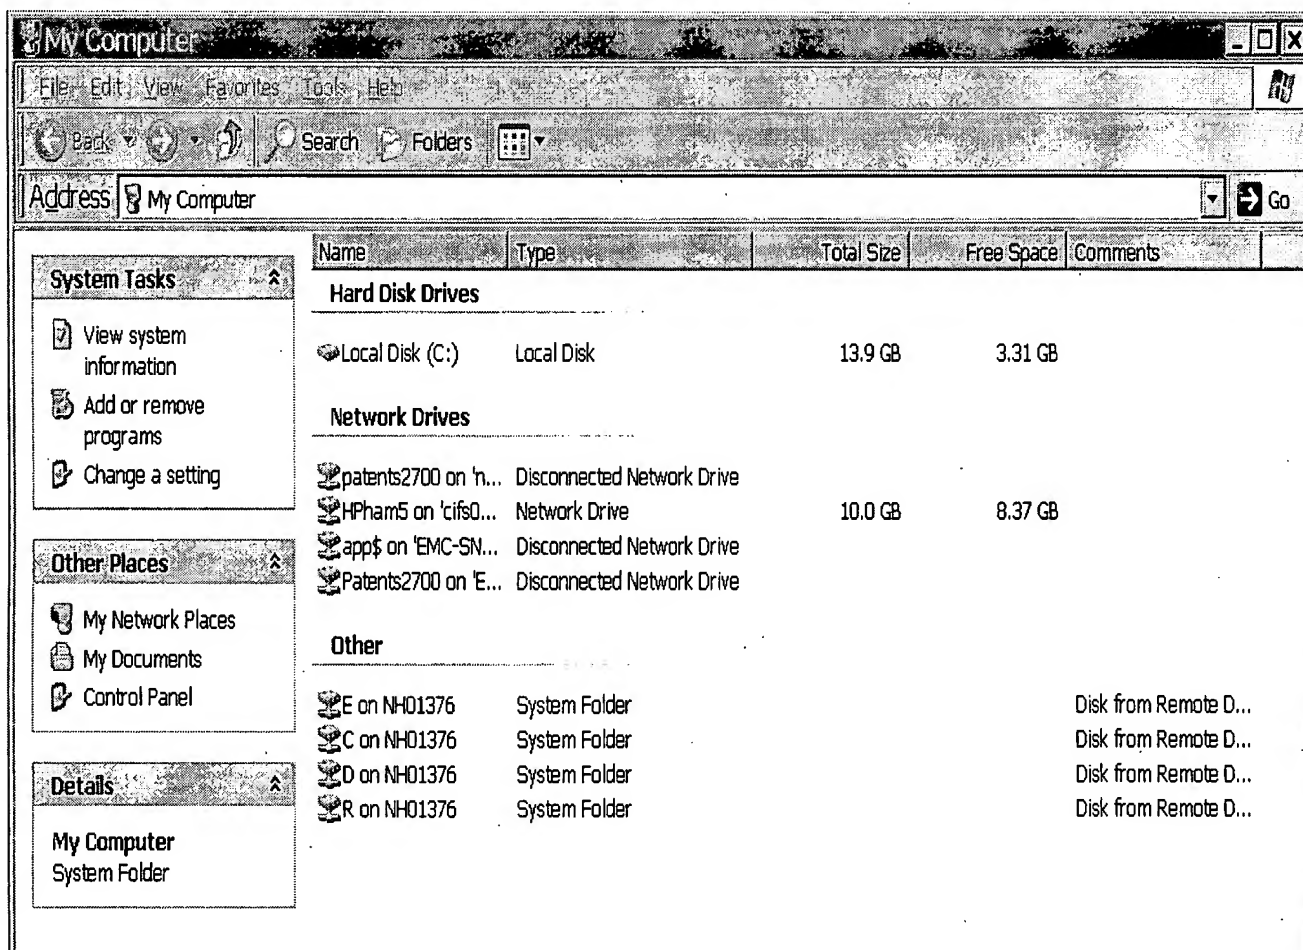 My Computer
File Edit View Favorites Tools Help
Back Search Folders
Address My Computer Go
System Tasks
View system
information
Add or remove
programs
Change a setting
Other Places
My Network Places
My Documents
Control Panel
Details
My Computer
System Folder
Name Type Total Size Free Space Comments
Hard Disk Drives
Local Disk (C:) Local Disk 13.9 GB 3.31 GB
Network Drives
patents2700 on 'n... Disconnected Network Drive
HPham5 on 'cifs0... Network Drive 10.0 GB 8.37 GB
app$ on 'EMC-SN... Disconnected Network Drive
Patents2700 on 'E... Disconnected Network Drive
Other
E on NH01376 System Folder Disk from Remote D...
C on NH01376 System Folder Disk from Remote D...
D on NH01376 System Folder Disk from Remote D...
R on NH01376 System Folder Disk from Remote D...